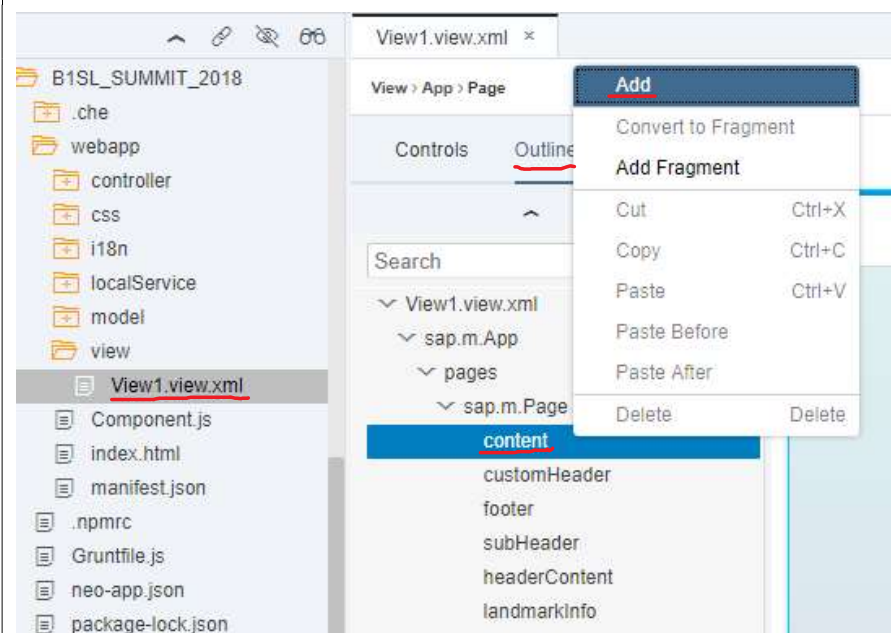 View1.view.xml ×
B1SL_SUMMIT_2018
.che
webapp
controller
css
i18n
localService
model
view
View1.view.xml
Component.js
index.html
manifest.json
.npmrc
Gruntfile.js
neo-app.json
package-lock.json
View › App › Page
Controls
Outline
Search
View1.view.xml
sap.m.App
pages
sap.m.Page
content
customHeader
footer
subHeader
headerContent
landmarkInfo
Add
Convert to Fragment
Add Fragment
Cut Ctrl+X
Copy Ctrl+C
Paste Ctrl+V
Paste Before
Paste After
Delete Delete